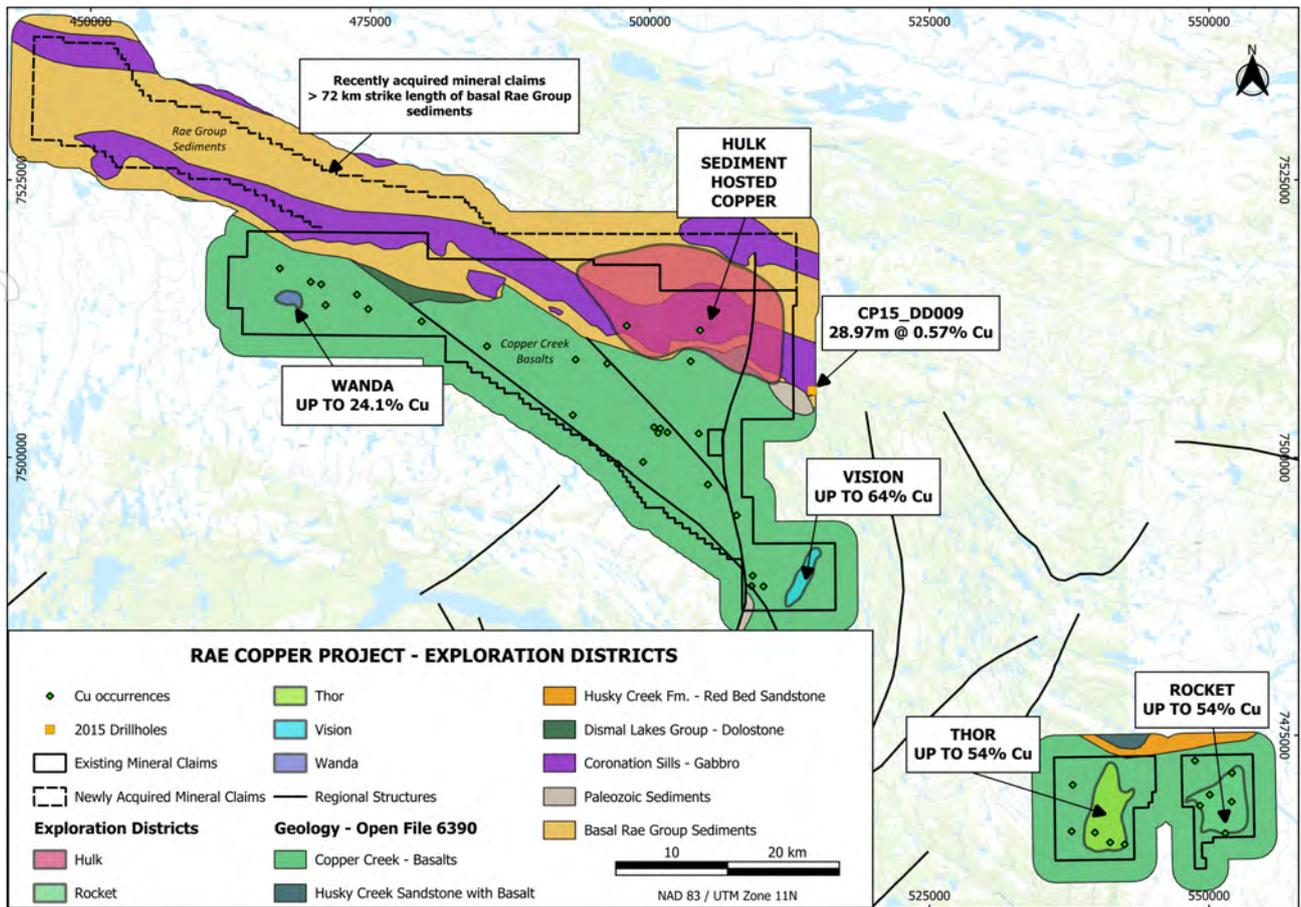 450000
475000
500000
525000
550000
N
Recently acquired mineral claims
> 72 km strike length of basal Rae Group
sediments
Rae Group
Sediments
HULK
SEDIMENT
HOSTED
COPPER
7525000
7525000
CP15_DD009
28.97m @ 0.57% Cu
Copper Creek
Basalts
WANDA
UP TO 24.1% Cu
7500000
7500000
VISION
UP TO 64% Cu
RAE COPPER PROJECT - EXPLORATION DISTRICTS
Cu occurrences
2015 Drillholes
Existing Mineral Claims
Newly Acquired Mineral Claims
Exploration Districts
Hulk
Rocket
Thor
Vision
Wanda
Regional Structures
Geology - Open File 6390
Copper Creek - Basalts
Husky Creek Sandstone with Basalt
Husky Creek Fm. - Red Bed Sandstone
Dismal Lakes Group - Dolostone
Coronation Sills - Gabbro
Paleozoic Sediments
Basal Rae Group Sediments
10 20 km
NAD 83 / UTM Zone 11N
ROCKET
UP TO 54% Cu
THOR
UP TO 54% Cu
7475000
525000
550000